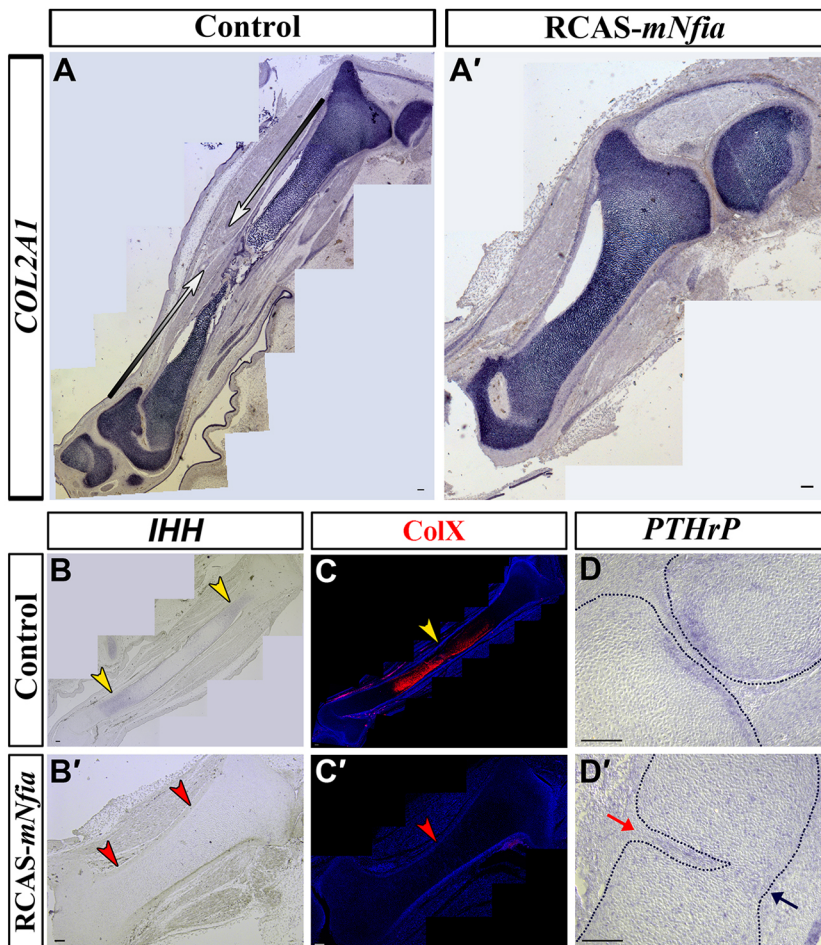 Control
RCAS-mNfia
COL2A1
A
A′
IHH
ColX
PTHrP
Control
B
C
D
RCAS-mNfia
B′
C′
D′